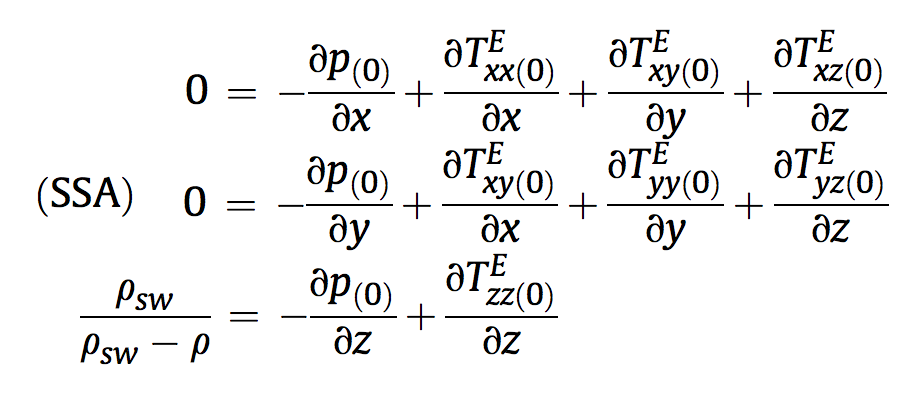 0 = −∂p(0)/∂x + ∂T^E_xx(0)/∂x + ∂T^E_xy(0)/∂y + ∂T^E_xz(0)/∂z
(SSA) 0 = −∂p(0)/∂y + ∂T^E_xy(0)/∂x + ∂T^E_yy(0)/∂y + ∂T^E_yz(0)/∂z
ρ_sw/(ρ_sw − ρ) = −∂p(0)/∂z + ∂T^E_zz(0)/∂z